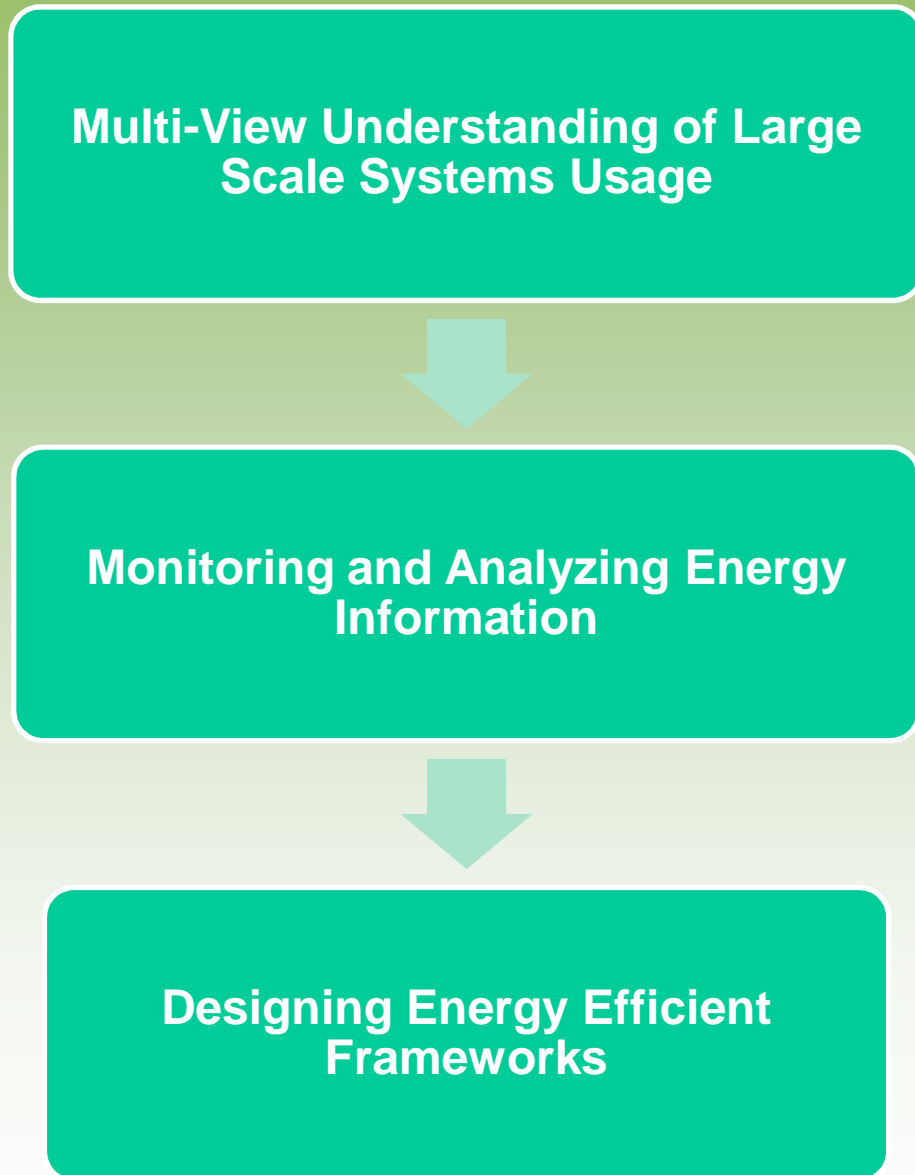 Multi-View Understanding of Large
Scale Systems Usage
Monitoring and Analyzing Energy
Information
Designing Energy Efficient
Frameworks